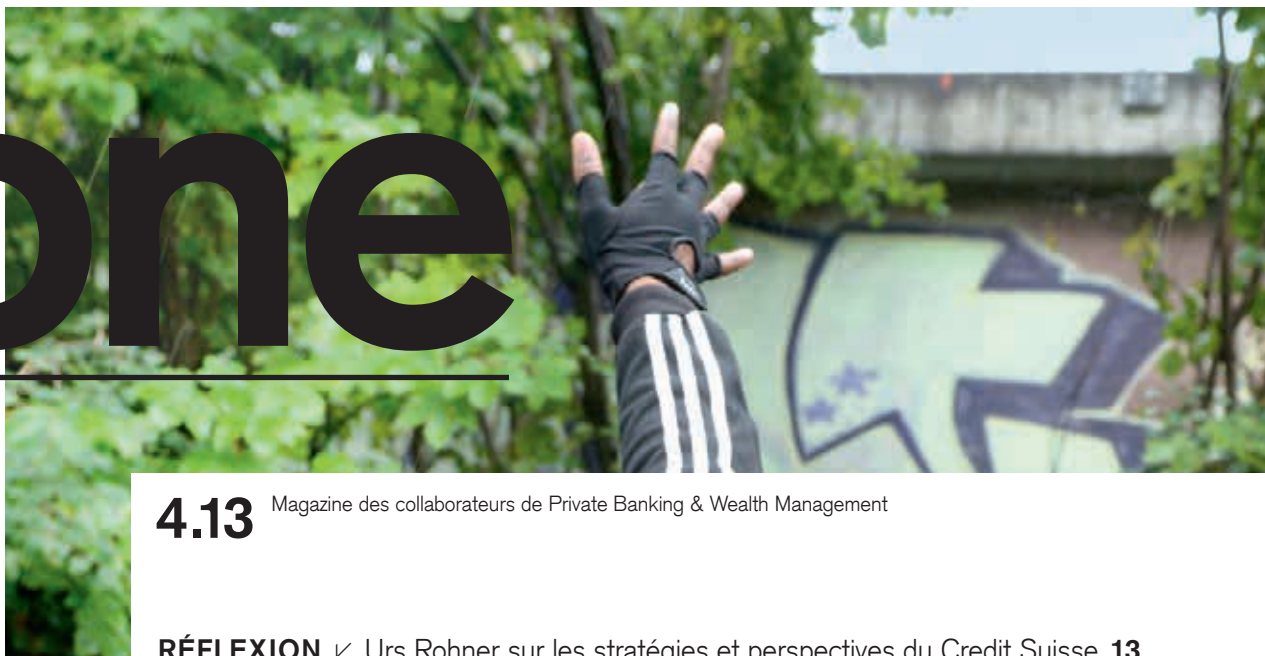 one
4.13 Magazine des collaborateurs de Private Banking & Wealth Management
RÉFLEXION ↙ Urs Rohner sur les stratégies et perspectives du Credit Suisse 13